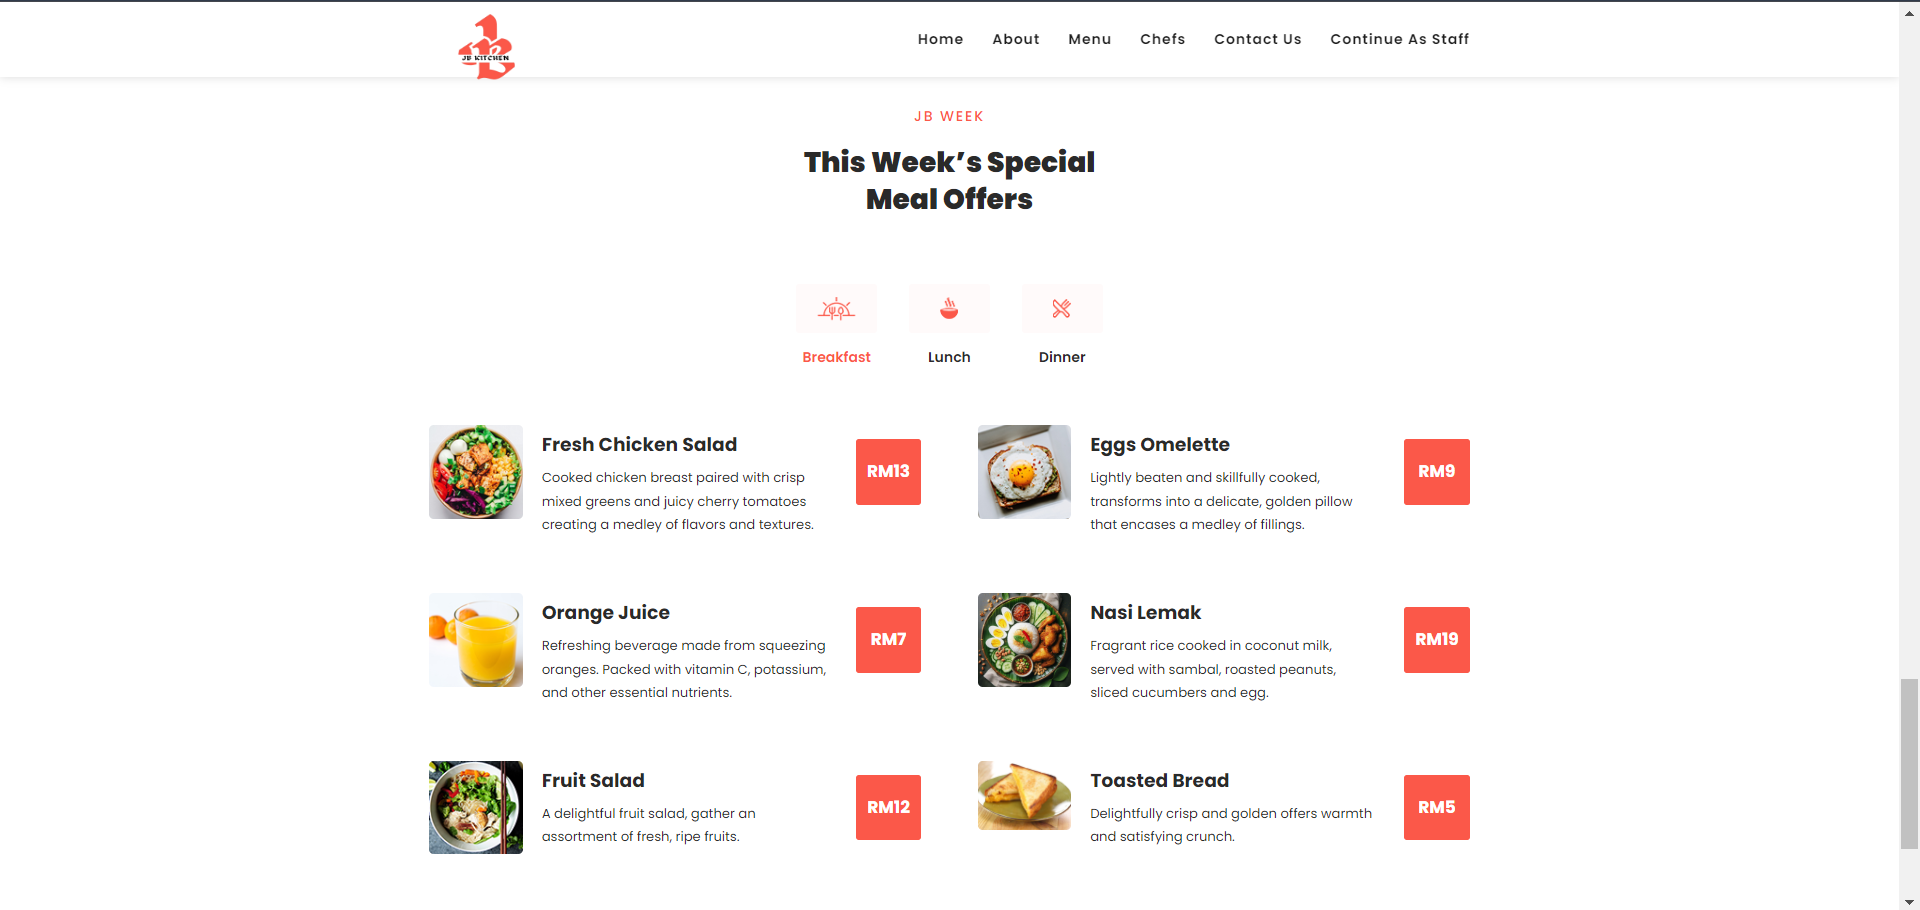 JB KITCHEN
Home About Menu Chefs Contact Us Continue As Staff
JB WEEK
This Week’s Special
Meal Offers
Breakfast Lunch Dinner
Fresh Chicken Salad
Cooked chicken breast paired with crisp
mixed greens and juicy cherry tomatoes
creating a medley of flavors and textures.
RM13
Eggs Omelette
Lightly beaten and skillfully cooked,
transforms into a delicate, golden pillow
that encases a medley of fillings.
RM9
Orange Juice
Refreshing beverage made from squeezing
oranges. Packed with vitamin C, potassium,
and other essential nutrients.
RM7
Nasi Lemak
Fragrant rice cooked in coconut milk,
served with sambal, roasted peanuts,
sliced cucumbers and egg.
RM19
Fruit Salad
A delightful fruit salad, gather an
assortment of fresh, ripe fruits.
RM12
Toasted Bread
Delightfully crisp and golden offers warmth
and satisfying crunch.
RM5